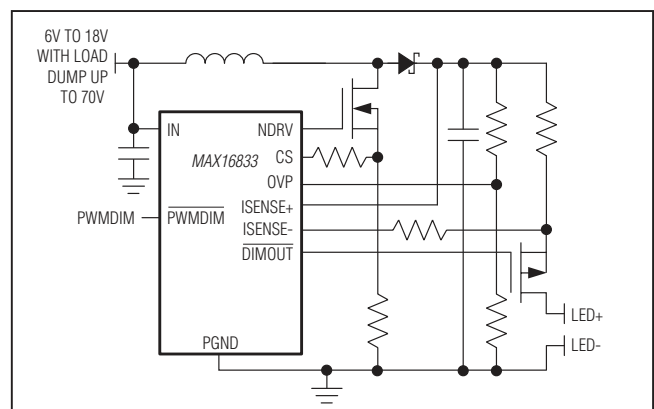 6V TO 18V
WITH LOAD
DUMP UP
TO 70V
IN
NDRV
MAX16833
CS
OVP
ISENSE+
PWMDIM
PWMDIM
ISENSE-
DIMOUT
LED+
LED-
PGND